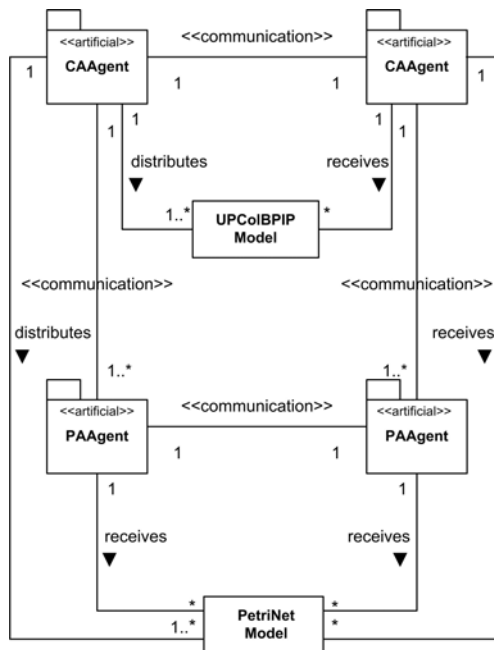 <<communication>>
<<artificial>>
CAAgent
<<artificial>>
CAAgent
1
1
1
1
1
1
1
1
distributes
receives
1..*
UPColBPIP
Model
*
<<communication>>
<<communication>>
distributes
receives
1..*
1..*
<<artificial>>
PAAgent
<<communication>>
<<artificial>>
PAAgent
1
1
1
1
receives
receives
*
PetriNet
Model
*
1..*
*